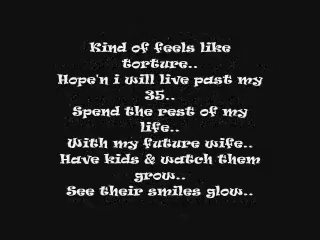 Kind of feels like
torture..
Hope'n i will live past my
35..
Spend the rest of my
life..
With my future wife..
Have kids & watch them
grow..
See their smiles glow..